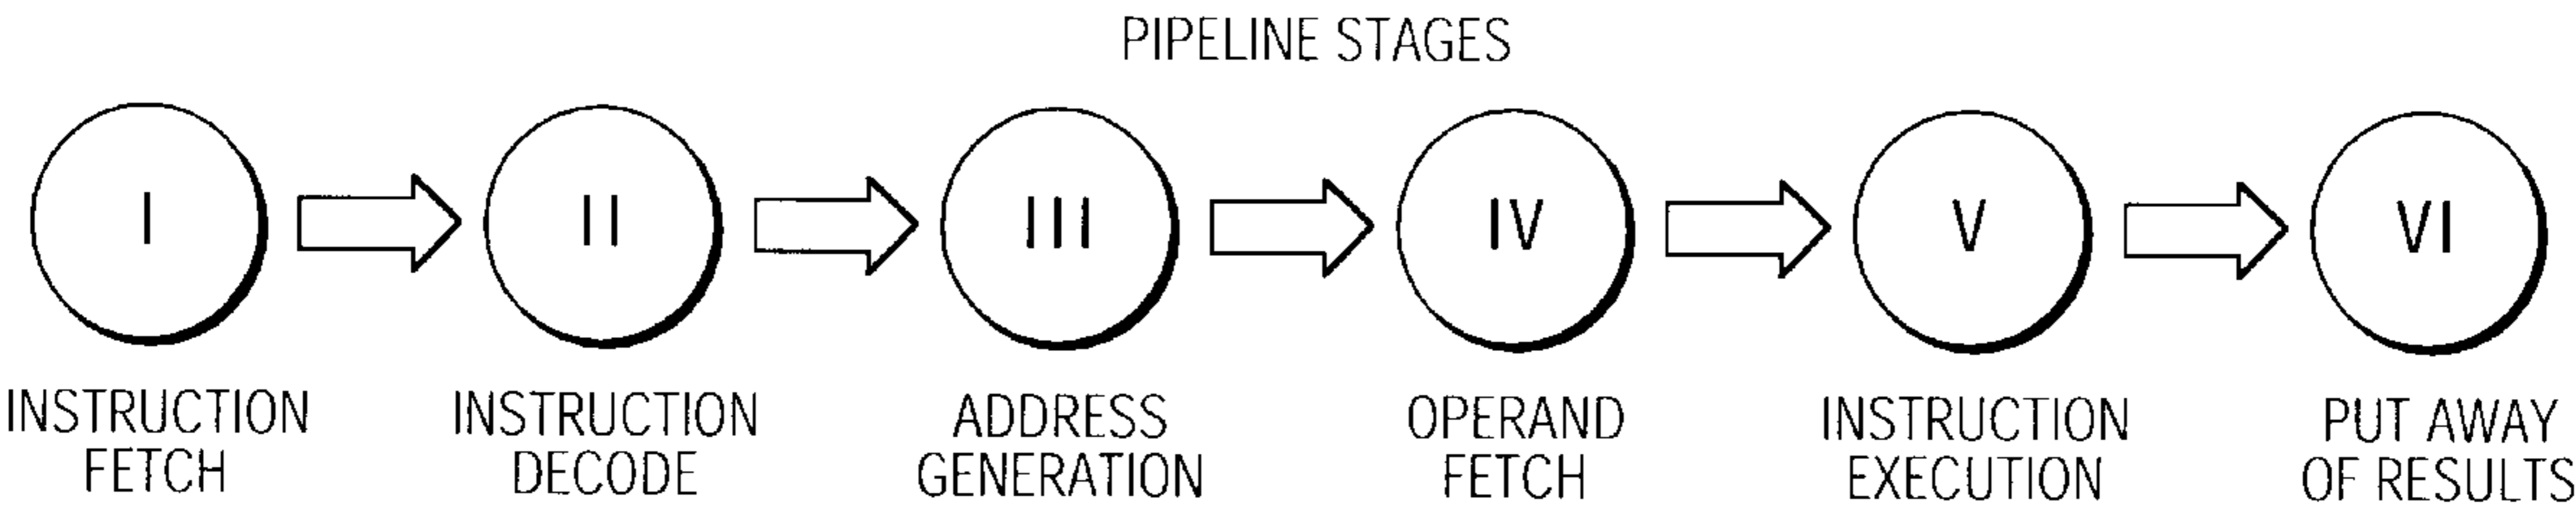 PIPELINE STAGES
I II III IV V VI
INSTRUCTION
FETCH
INSTRUCTION
DECODE
ADDRESS
GENERATION
OPERAND
FETCH
INSTRUCTION
EXECUTION
PUT AWAY
OF RESULTS